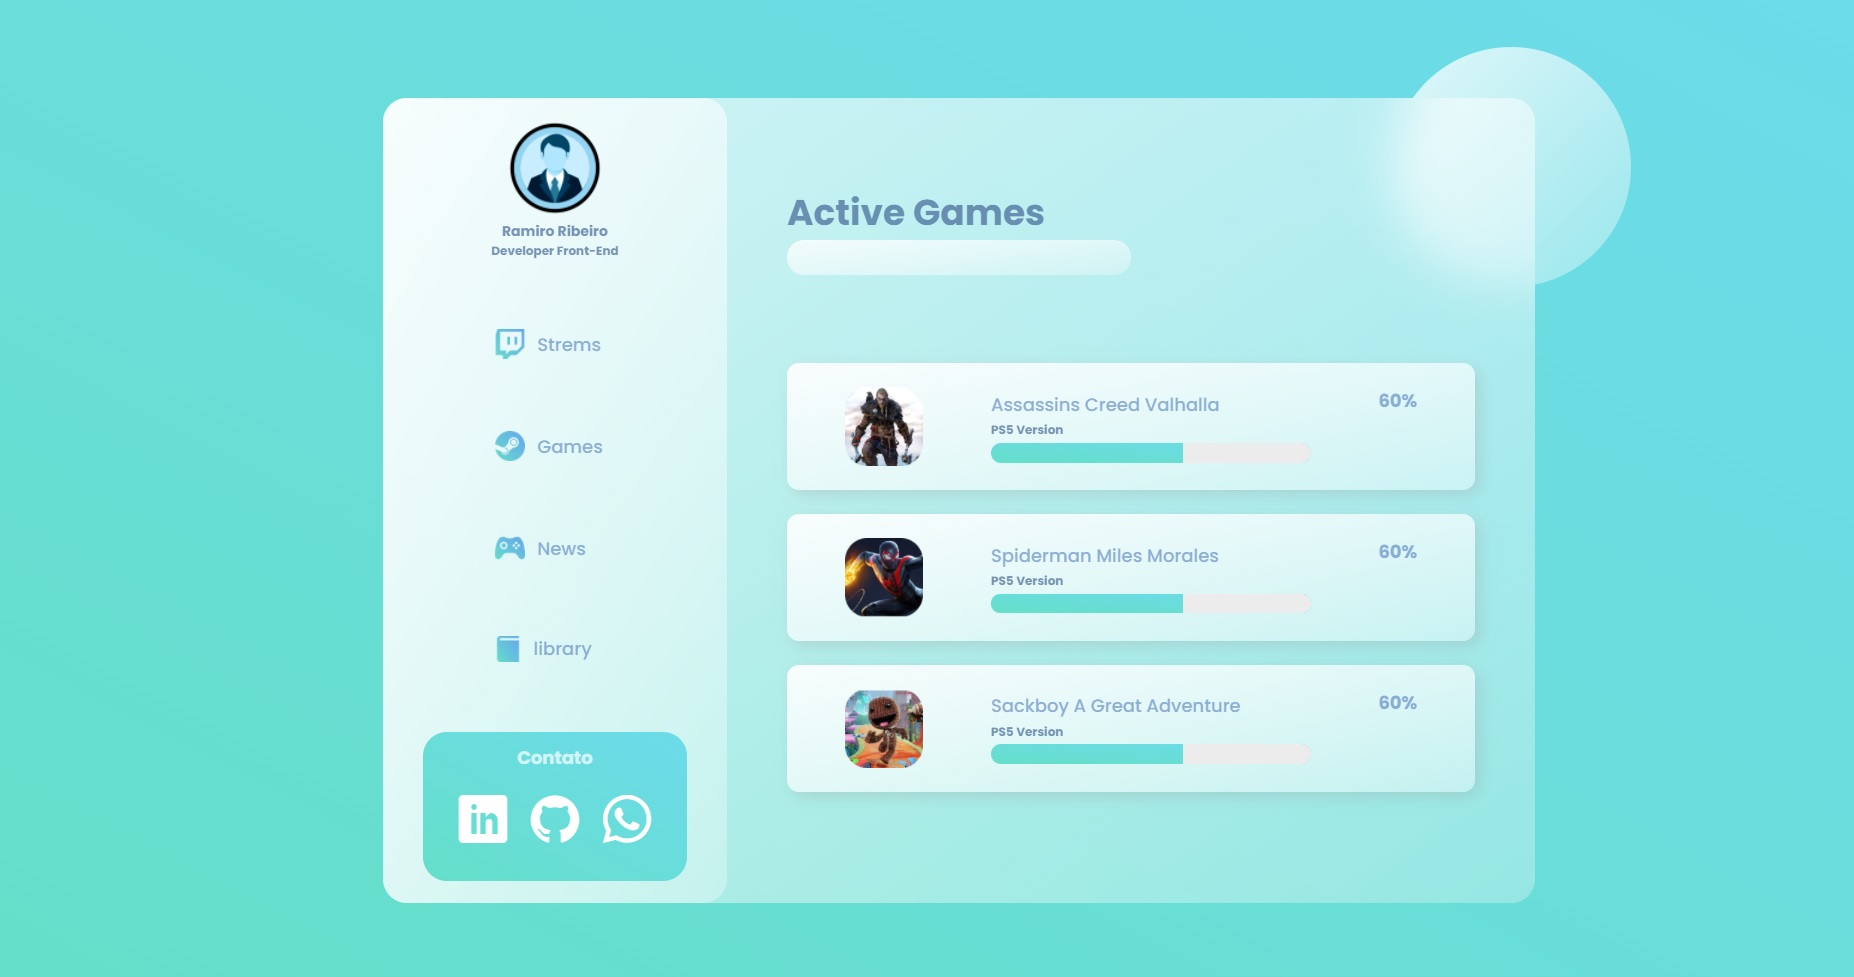 Ramiro Ribeiro
Developer Front-End
Strems
Games
News
library
Contato
in
Active Games
Assassins Creed Valhalla
60%
PS5 Version
Spiderman Miles Morales
60%
PS5 Version
Sackboy A Great Adventure
60%
PS5 Version